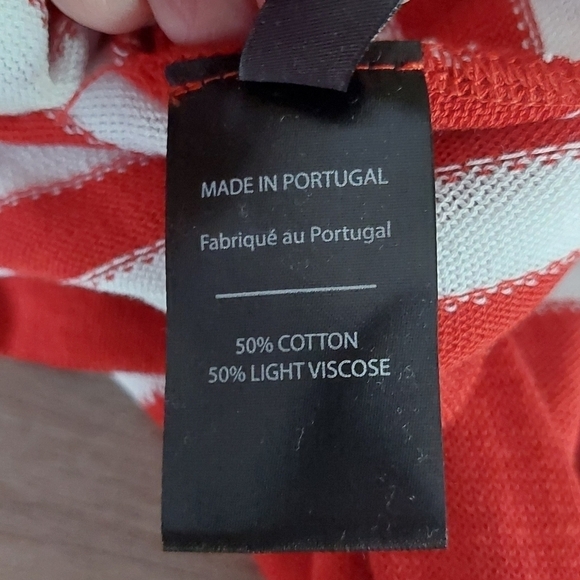 MADE IN PORTUGAL
Fabriqué au Portugal
50% COTTON
50% LIGHT VISCOSE